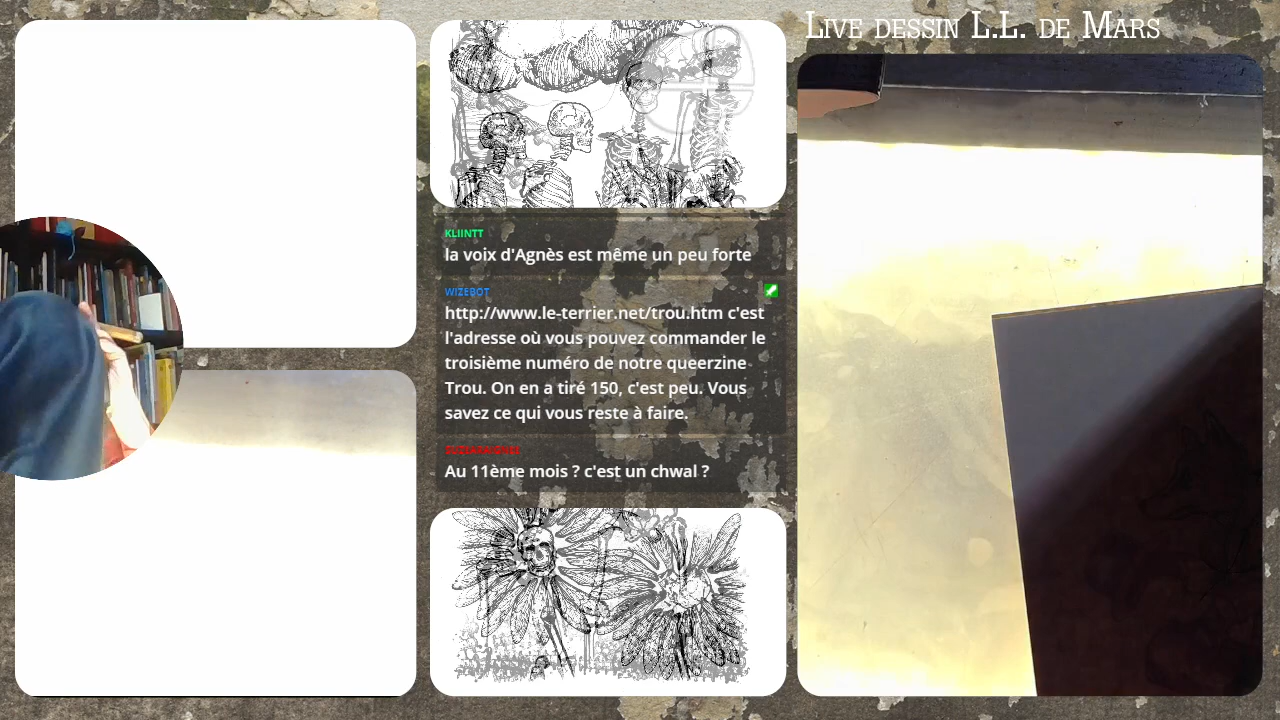 Live dessin L.L. de Mars
KLIINTT
la voix d'Agnès est même un peu forte
WIZEBOT
http://www.le-terrier.net/trou.htm c'est
l'adresse où vous pouvez commander le
troisième numéro de notre queerzine
Trou. On en a tiré 150, c'est peu. Vous
savez ce qui vous reste à faire.
Au 11ème mois ? c'est un chwal ?